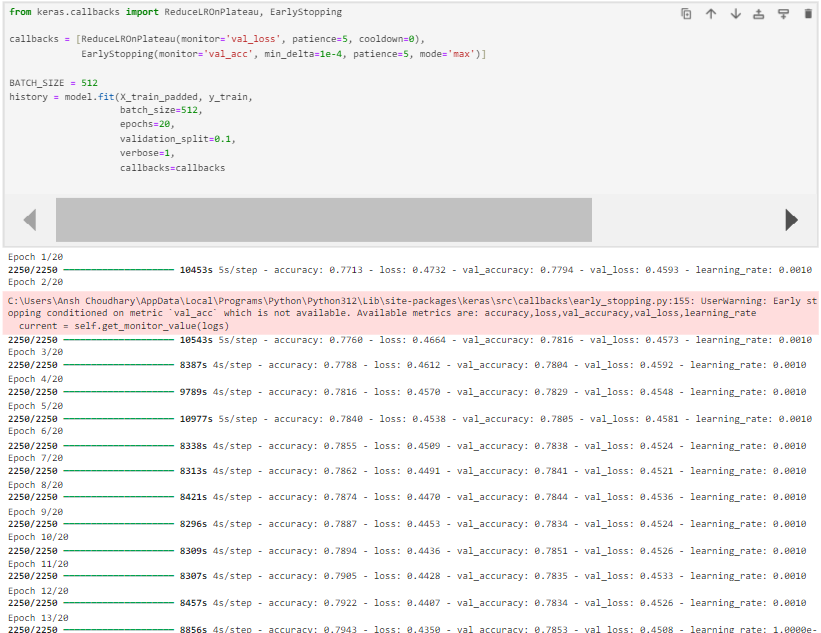 from keras.callbacks import ReduceLROnPlateau, EarlyStopping
callbacks = [ReduceLROnPlateau(monitor='val_loss', patience=5, cooldown=0),
EarlyStopping(monitor='val_acc', min_delta=1e-4, patience=5, mode='max')]
BATCH_SIZE = 512
history = model.fit(X_train_padded, y_train,
batch_size=512,
epochs=20,
validation_split=0.1,
verbose=1,
callbacks=callbacks
Epoch 1/20
2250/2250 10453s 5s/step - accuracy: 0.7713 - loss: 0.4732 - val_accuracy: 0.7794 - val_loss: 0.4593 - learning_rate: 0.0010
Epoch 2/20
C:\Users\Ansh Choudhary\AppData\Local\Programs\Python\Python312\Lib\site-packages\keras\src\callbacks\early_stopping.py:155: UserWarning: Early st
opping conditioned on metric `val_acc` which is not available. Available metrics are: accuracy,loss,val_accuracy,val_loss,learning_rate
current = self.get_monitor_value(logs)
2250/2250 10543s 5s/step - accuracy: 0.7760 - loss: 0.4664 - val_accuracy: 0.7816 - val_loss: 0.4573 - learning_rate: 0.0010
Epoch 3/20
2250/2250 8387s 4s/step - accuracy: 0.7788 - loss: 0.4612 - val_accuracy: 0.7804 - val_loss: 0.4592 - learning_rate: 0.0010
Epoch 4/20
2250/2250 9789s 4s/step - accuracy: 0.7816 - loss: 0.4570 - val_accuracy: 0.7829 - val_loss: 0.4548 - learning_rate: 0.0010
Epoch 5/20
2250/2250 10977s 5s/step - accuracy: 0.7840 - loss: 0.4538 - val_accuracy: 0.7805 - val_loss: 0.4581 - learning_rate: 0.0010
Epoch 6/20
2250/2250 8338s 4s/step - accuracy: 0.7855 - loss: 0.4509 - val_accuracy: 0.7838 - val_loss: 0.4524 - learning_rate: 0.0010
Epoch 7/20
2250/2250 8313s 4s/step - accuracy: 0.7862 - loss: 0.4491 - val_accuracy: 0.7841 - val_loss: 0.4521 - learning_rate: 0.0010
Epoch 8/20
2250/2250 8421s 4s/step - accuracy: 0.7874 - loss: 0.4470 - val_accuracy: 0.7844 - val_loss: 0.4536 - learning_rate: 0.0010
Epoch 9/20
2250/2250 8296s 4s/step - accuracy: 0.7887 - loss: 0.4453 - val_accuracy: 0.7834 - val_loss: 0.4524 - learning_rate: 0.0010
Epoch 10/20
2250/2250 8309s 4s/step - accuracy: 0.7894 - loss: 0.4436 - val_accuracy: 0.7851 - val_loss: 0.4526 - learning_rate: 0.0010
Epoch 11/20
2250/2250 8307s 4s/step - accuracy: 0.7905 - loss: 0.4428 - val_accuracy: 0.7835 - val_loss: 0.4533 - learning_rate: 0.0010
Epoch 12/20
2250/2250 8457s 4s/step - accuracy: 0.7922 - loss: 0.4407 - val_accuracy: 0.7834 - val_loss: 0.4526 - learning_rate: 0.0010
Epoch 13/20
2250/2250 8856s 4s/step - accuracy: 0.7943 - loss: 0.4350 - val_accuracy: 0.7853 - val_loss: 0.4508 - learning_rate: 1.0000e-